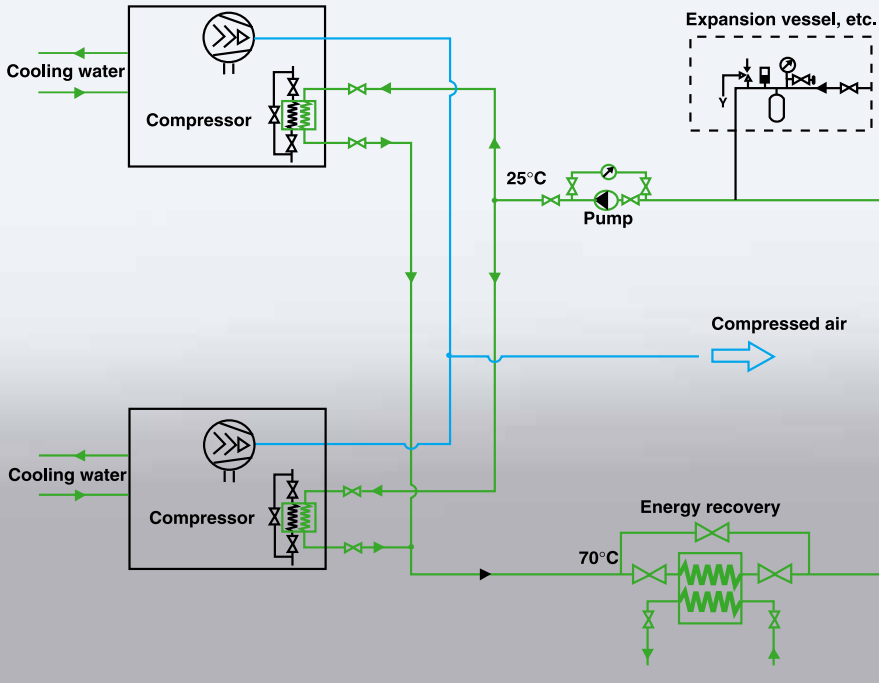 Expansion vessel, etc.
Cooling water
Compressor
Y
25°C
Pump
Compressed air
Cooling water
Compressor
Energy recovery
70°C